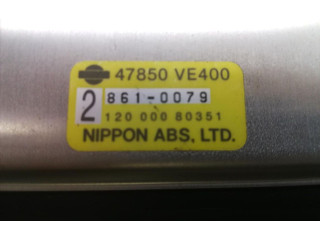 47850 VE400
2 861-0079
120 000 80351
NIPPON ABS, LTD.